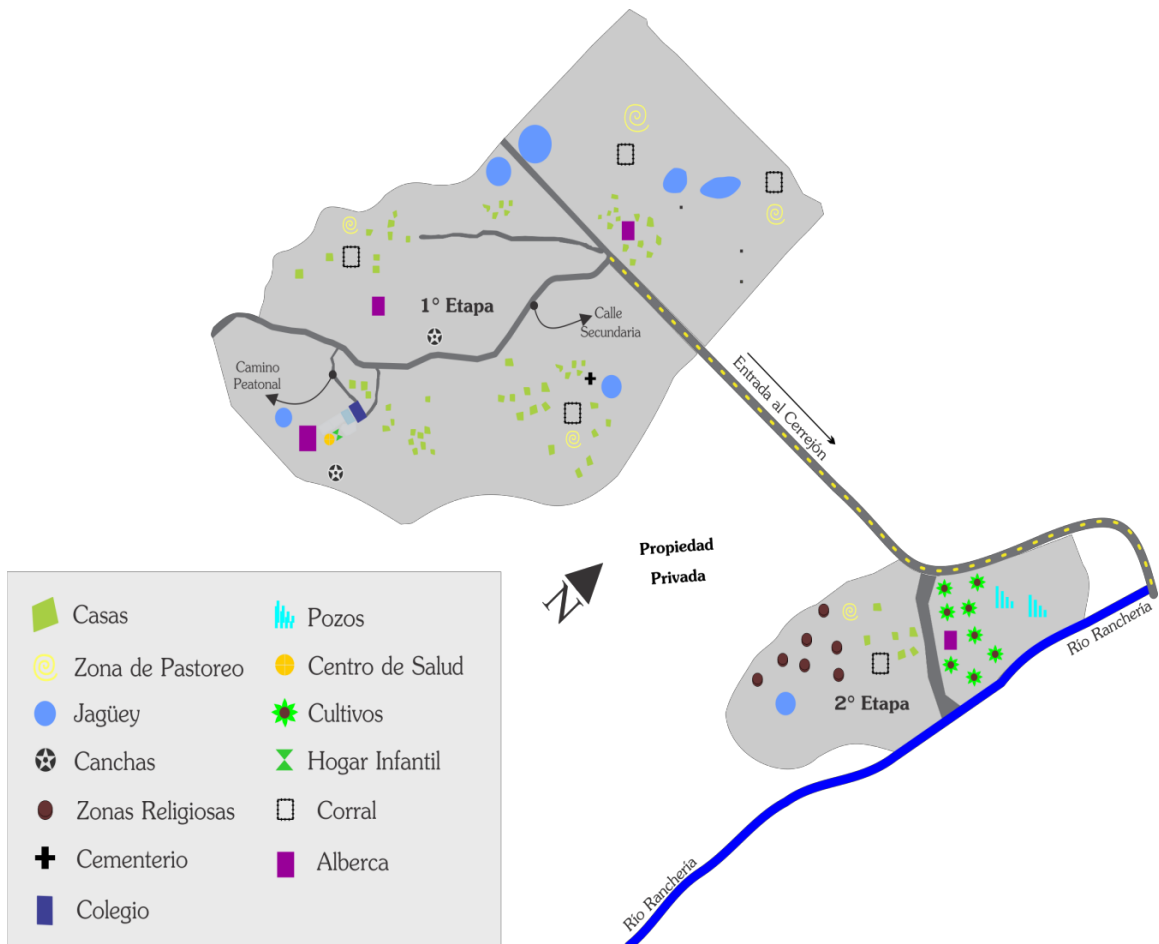 1° Etapa
Calle
Secundaria
Camino
Peatonal
Entrada al Cerrejón
Propiedad
Privada
N
Río Ranchería
2° Etapa
Río Ranchería
Casas
Zona de Pastoreo
Jagüey
Canchas
Zonas Religiosas
Cementerio
Colegio
Pozos
Centro de Salud
Cultivos
Hogar Infantil
Corral
Alberca